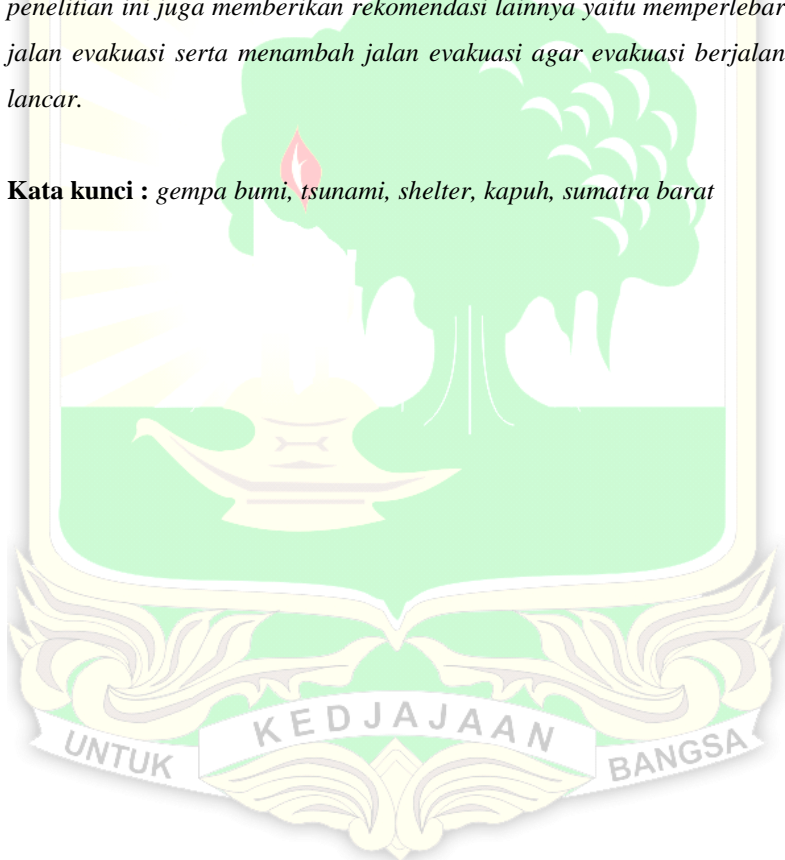 penelitian ini juga memberikan rekomendasi lainnya yaitu memperlebar
jalan evakuasi serta menambah jalan evakuasi agar evakuasi berjalan
lancar.
Kata kunci : gempa bumi, tsunami, shelter, kapuh, sumatra barat
UNTUK KEDJAJAAN BANGSA